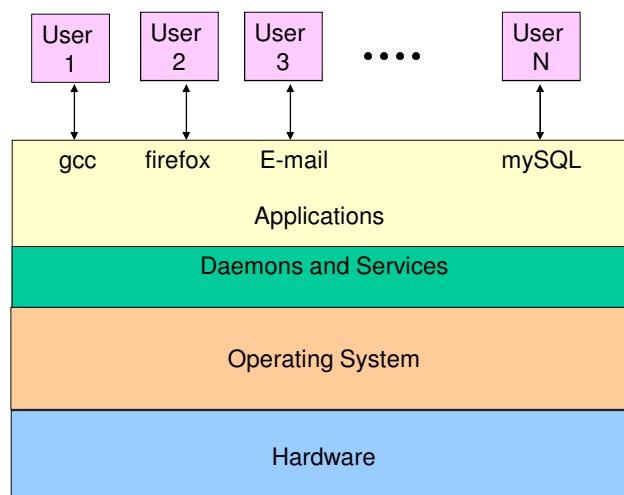 User 1
User 2
User 3
••••
User N
gcc
firefox
E-mail
mySQL
Applications
Daemons and Services
Operating System
Hardware